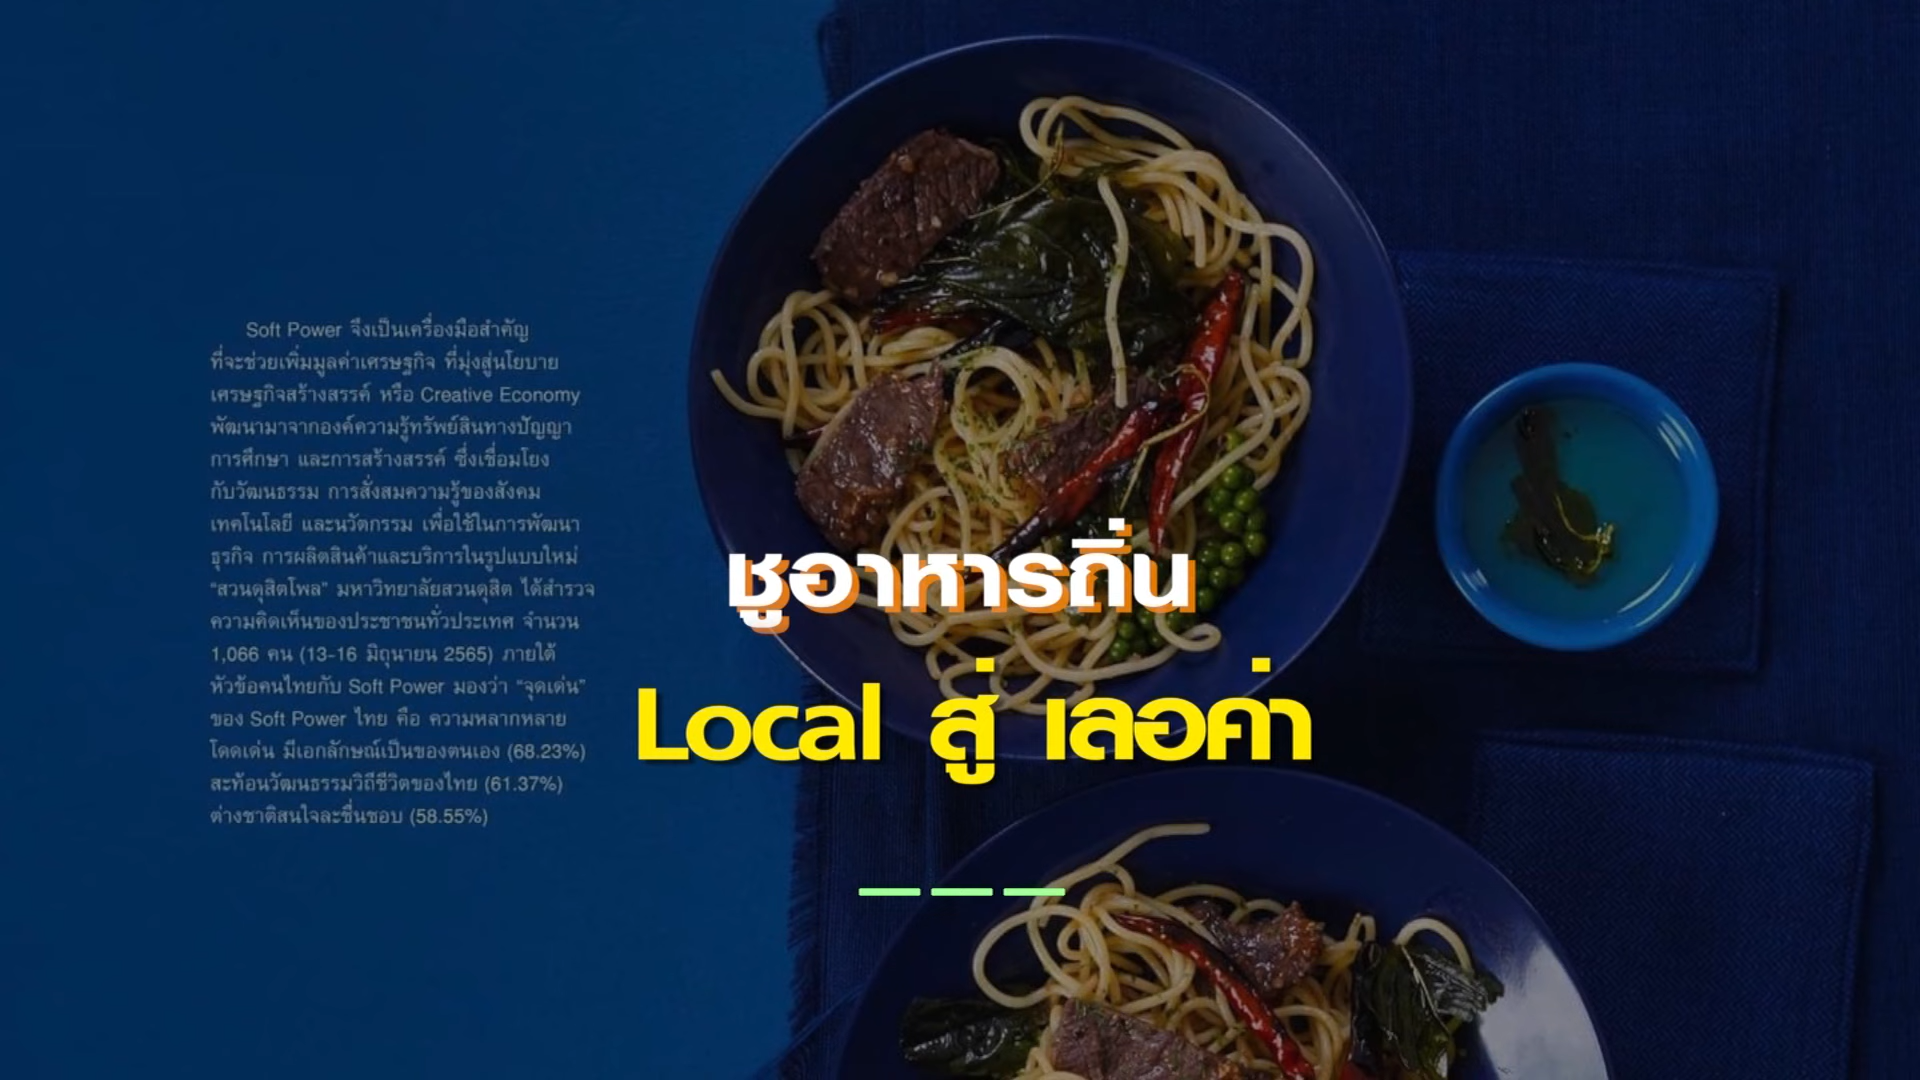 Soft Power จึงเป็นเครื่องมือสำคัญ
ที่จะช่วยเพิ่มมูลค่าเศรษฐกิจ ที่มุ่งสู่นโยบาย
เศรษฐกิจสร้างสรรค์ หรือ Creative Economy
พัฒนามาจากองค์ความรู้ทรัพย์สินทางปัญญา
การศึกษา และการสร้างสรรค์ ซึ่งเชื่อมโยง
กับวัฒนธรรม การสั่งสมความรู้ของสังคม
เทคโนโลยี และนวัตกรรม เพื่อใช้ในการพัฒนา
ธุรกิจ การผลิตสินค้าและบริการในรูปแบบใหม่
“สวนดุสิตโพล” มหาวิทยาลัยสวนดุสิต ได้สำรวจ
ความคิดเห็นของประชาชนทั่วประเทศ จำนวน
1,066 คน (13-16 มิถุนายน 2565) ภายใต้
หัวข้อคนไทยกับ Soft Power มองว่า “จุดเด่น”
ของ Soft Power ไทย คือ ความหลากหลาย
โดดเด่น มีเอกลักษณ์เป็นของตนเอง (68.23%)
สะท้อนวัฒนธรรมวิถีชีวิตของไทย (61.37%)
ต่างชาติสนใจละชื่นชอบ (58.55%)
ชูอาหารถิ่น
Local สู่ เลอค่า